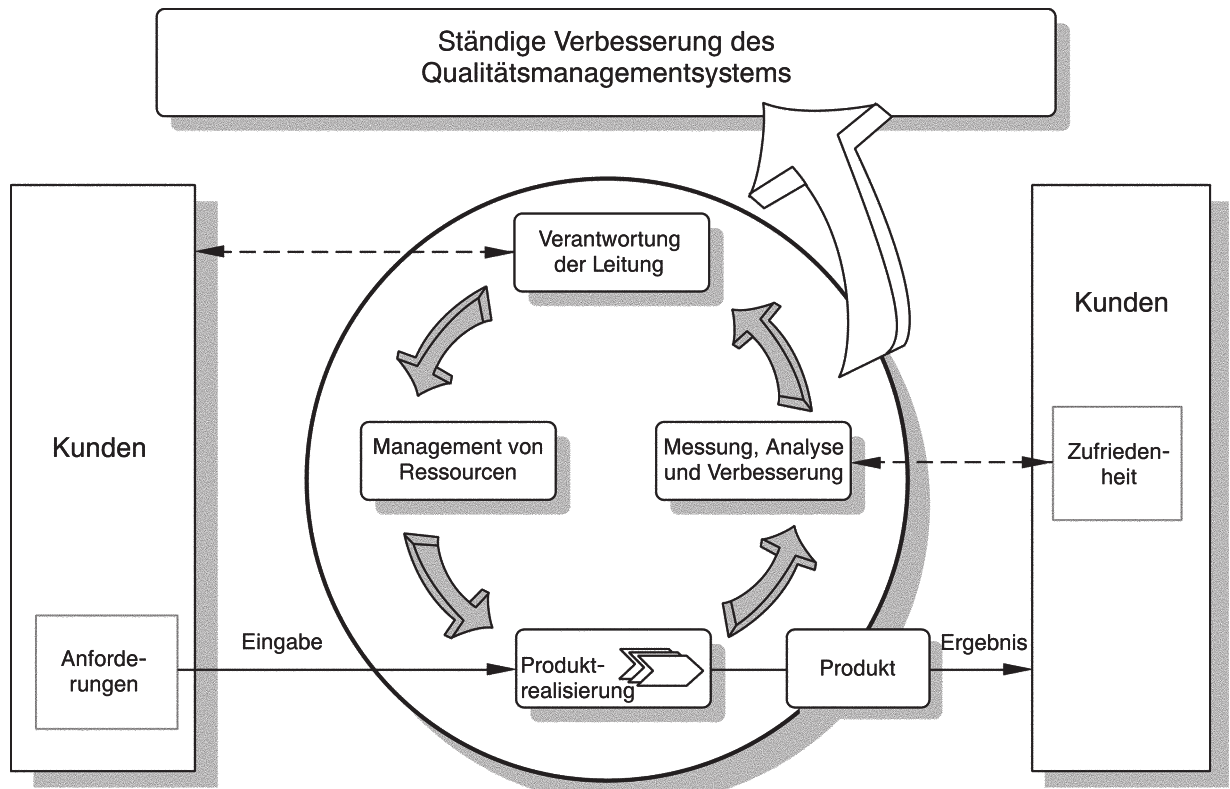 Ständige Verbesserung des
Qualitätsmanagementsystems
Kunden
Anforde-
rungen
Eingabe
Verantwortung
der Leitung
Management von
Ressourcen
Messung, Analyse
und Verbesserung
Produkt-
realisierung
Produkt
Ergebnis
Kunden
Zufrieden-
heit